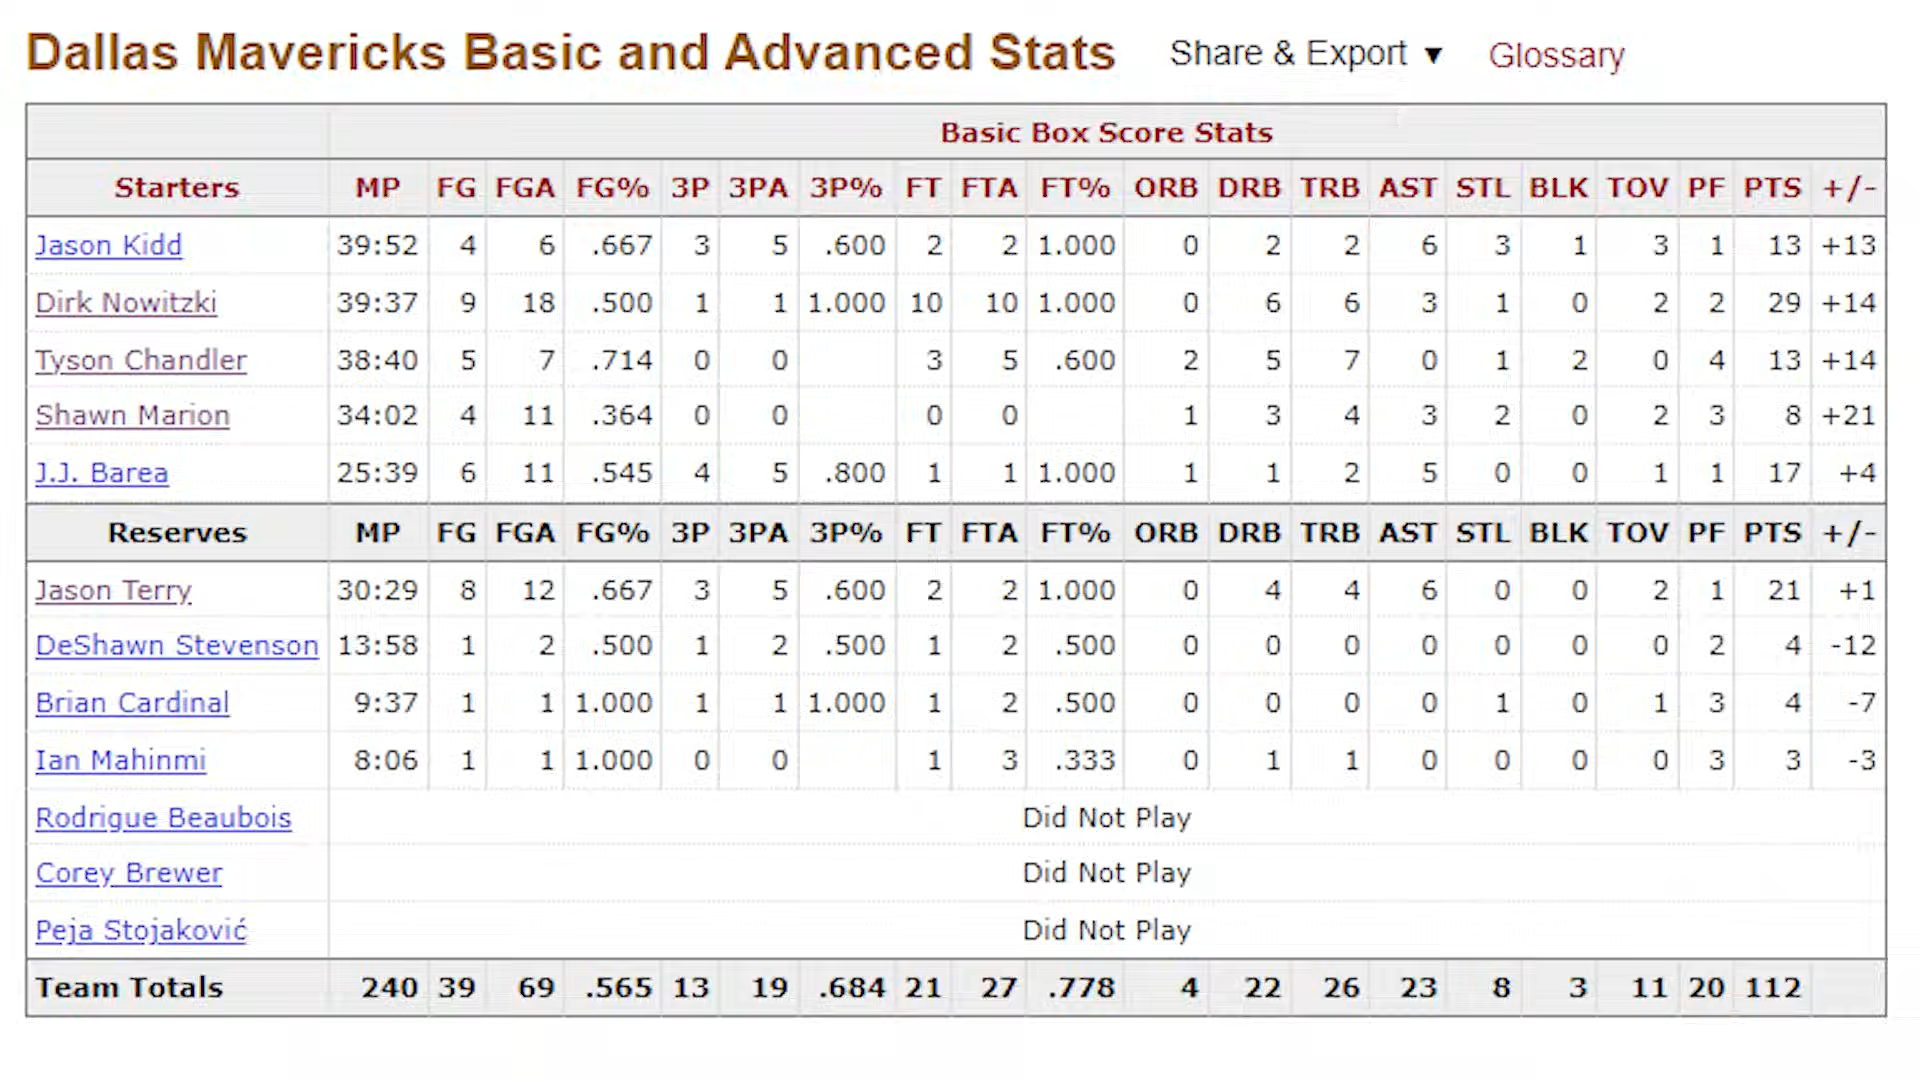 Dallas Mavericks Basic and Advanced Stats Share & Export ▼ Glossary
Basic Box Score Stats
Starters MP FG FGA FG% 3P 3PA 3P% FT FTA FT% ORB DRB TRB AST STL BLK TOV PF PTS +/-
Jason Kidd 39:52 4 6 .667 3 5 .600 2 2 1.000 0 2 2 6 3 1 3 1 13 +13
Dirk Nowitzki 39:37 9 18 .500 1 1 1.000 10 10 1.000 0 6 6 3 1 0 2 2 29 +14
Tyson Chandler 38:40 5 7 .714 0 0 3 5 .600 2 5 7 0 1 2 0 4 13 +14
Shawn Marion 34:02 4 11 .364 0 0 0 0 1 3 4 3 2 0 2 3 8 +21
J.J. Barea 25:39 6 11 .545 4 5 .800 1 1 1.000 1 1 2 5 0 0 1 1 17 +4
Reserves MP FG FGA FG% 3P 3PA 3P% FT FTA FT% ORB DRB TRB AST STL BLK TOV PF PTS +/-
Jason Terry 30:29 8 12 .667 3 5 .600 2 2 1.000 0 4 4 6 0 0 2 1 21 +1
DeShawn Stevenson 13:58 1 2 .500 1 2 .500 1 2 .500 0 0 0 0 0 0 0 2 4 -12
Brian Cardinal 9:37 1 1 1.000 1 1 1.000 1 2 .500 0 0 0 0 1 0 1 3 4 -7
Ian Mahinmi 8:06 1 1 1.000 0 0 1 3 .333 0 1 1 0 0 0 0 3 3 -3
Rodrigue Beaubois Did Not Play
Corey Brewer Did Not Play
Peja Stojaković Did Not Play
Team Totals 240 39 69 .565 13 19 .684 21 27 .778 4 22 26 23 8 3 11 20 112